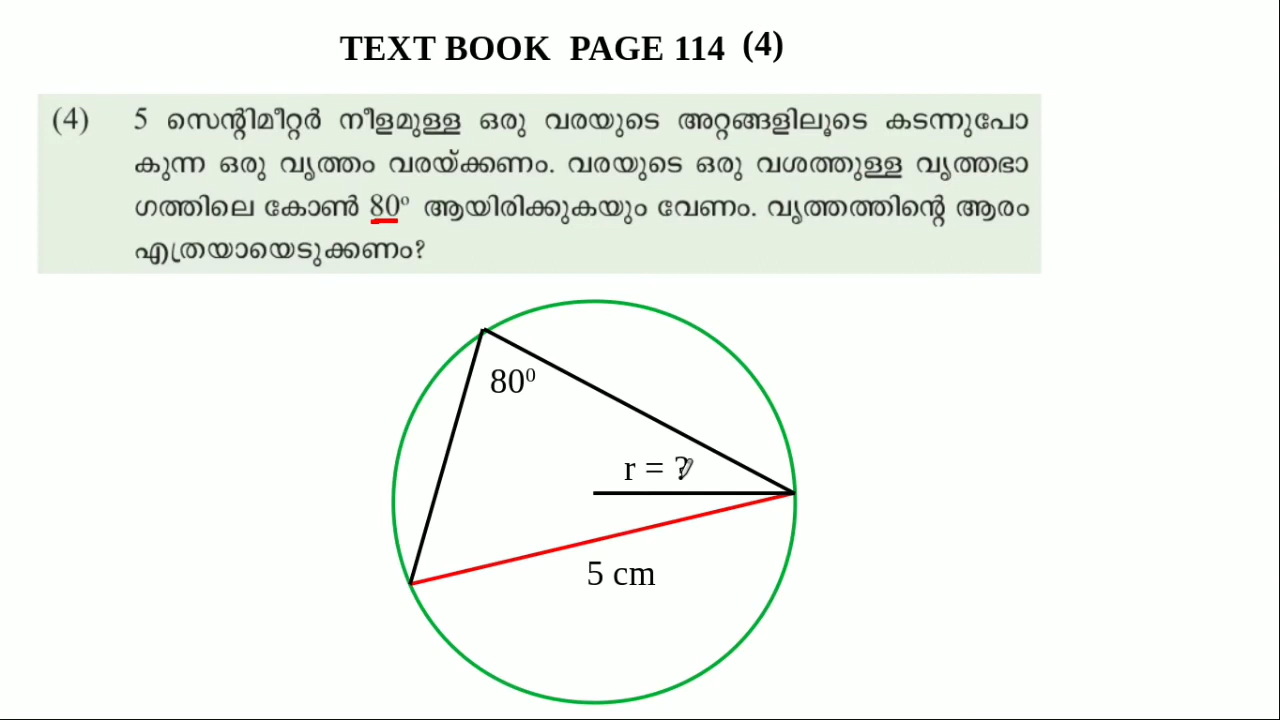 TEXT BOOK PAGE 114 (4)
(4) 5 സെന്റിമീറ്റർ നീളമുള്ള ഒരു വരയുടെ അറ്റങ്ങളിലൂടെ കടന്നുപോ
കുന്ന ഒരു വൃത്തം വരയ്ക്കണം. വരയുടെ ഒരു വശത്തുള്ള വൃത്തഭാ
ഗത്തിലെ കോൺ 80° ആയിരിക്കുകയും വേണം. വൃത്തത്തിന്റെ ആരം
എത്രയായെടുക്കണം?
80⁰
r = ?
5 cm